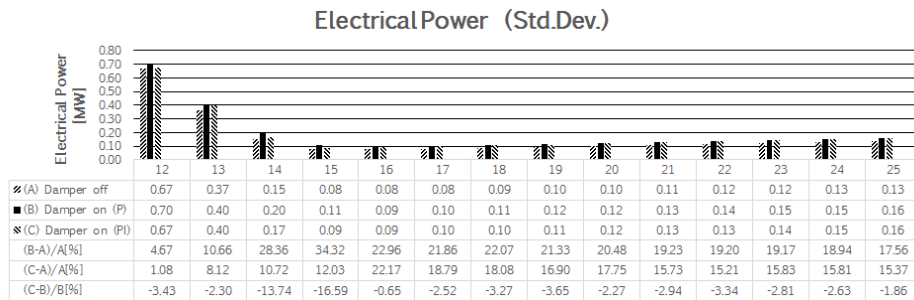 Electrical Power (Std.Dev.)
Electrical Power
[MW]
0.80
0.70
0.60
0.50
0.40
0.30
0.20
0.10
0.00
12 13 14 15 16 17 18 19 20 21 22 23 24 25
(A) Damper off 0.67 0.37 0.15 0.08 0.08 0.08 0.09 0.10 0.10 0.11 0.12 0.12 0.13 0.13
(B) Damper on (P) 0.70 0.40 0.20 0.11 0.09 0.10 0.11 0.12 0.12 0.13 0.14 0.15 0.15 0.16
(C) Damper on (PI) 0.67 0.40 0.17 0.09 0.09 0.10 0.10 0.11 0.12 0.13 0.13 0.14 0.15 0.16
(B-A)/A[%] 4.67 10.66 28.36 34.32 22.96 21.86 22.07 21.33 20.48 19.23 19.20 19.17 18.94 17.56
(C-A)/A[%] 1.08 8.12 10.72 12.03 22.17 18.79 18.08 16.90 17.75 15.73 15.21 15.83 15.81 15.37
(C-B)/B[%] -3.43 -2.30 -13.74 -16.59 -0.65 -2.52 -3.27 -3.65 -2.27 -2.94 -3.34 -2.81 -2.63 -1.86